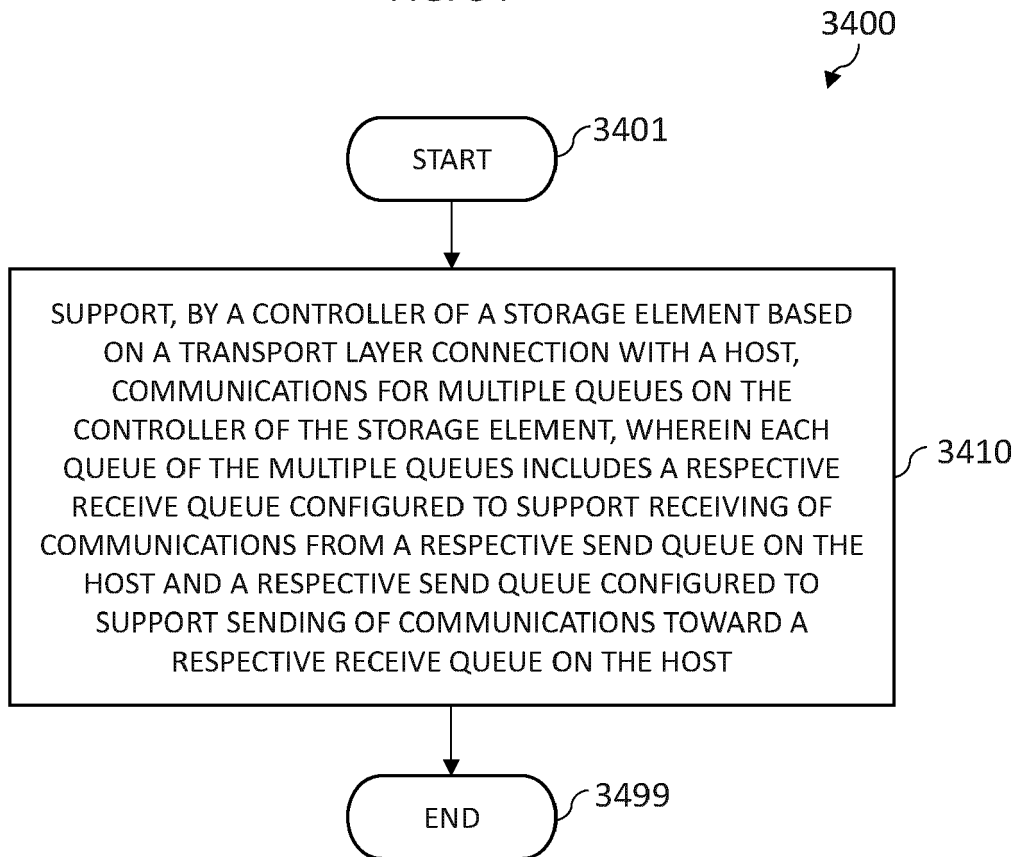 3400
START
3401
SUPPORT, BY A CONTROLLER OF A STORAGE ELEMENT BASED
ON A TRANSPORT LAYER CONNECTION WITH A HOST,
COMMUNICATIONS FOR MULTIPLE QUEUES ON THE
CONTROLLER OF THE STORAGE ELEMENT, WHEREIN EACH
QUEUE OF THE MULTIPLE QUEUES INCLUDES A RESPECTIVE
RECEIVE QUEUE CONFIGURED TO SUPPORT RECEIVING OF
COMMUNICATIONS FROM A RESPECTIVE SEND QUEUE ON THE
HOST AND A RESPECTIVE SEND QUEUE CONFIGURED TO
SUPPORT SENDING OF COMMUNICATIONS TOWARD A
RESPECTIVE RECEIVE QUEUE ON THE HOST
3410
END
3499